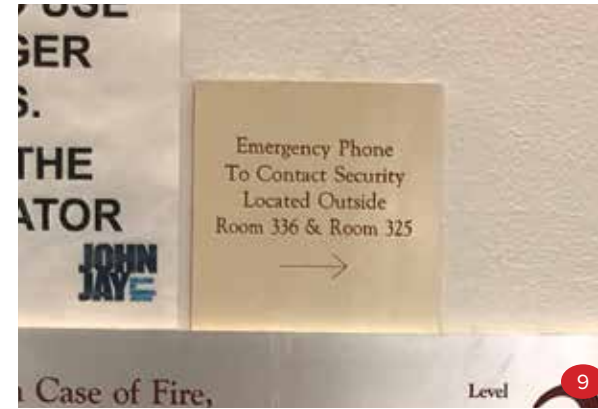 USE
GER
S.
THE
ATOR
JOHN
JAY
Emergency Phone
To Contact Security
Located Outside
Room 336 & Room 325
Case of Fire,
Level
9